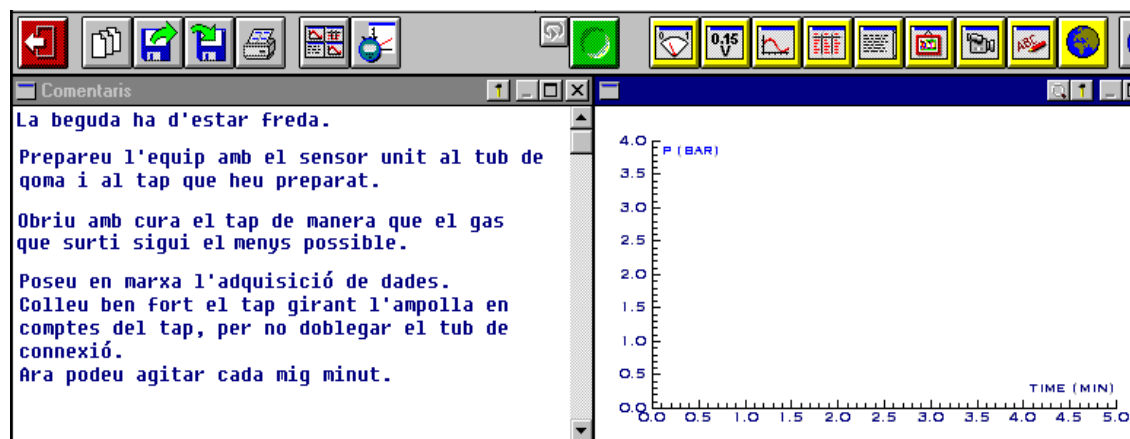 0.15
V
ABC
Comentaris
La beguda ha d'estar freda.
Prepareu l'equip amb el sensor unit al tub de
goma i al tap que heu preparat.
Obriu amb cura el tap de manera que el gas
que surti sigui el menys possible.
Poseu en marxa l'adquisició de dades.
Colleu ben fort el tap girant l'ampolla en
comptes del tap, per no doblegar el tub de
connexió.
Ara podeu agitar cada mig minut.
P (BAR)
4.0
3.5
3.0
2.5
2.0
1.5
1.0
0.5
0.0
TIME (MIN)
0.0 0.5 1.0 1.5 2.0 2.5 3.0 3.5 4.0 4.5 5.0